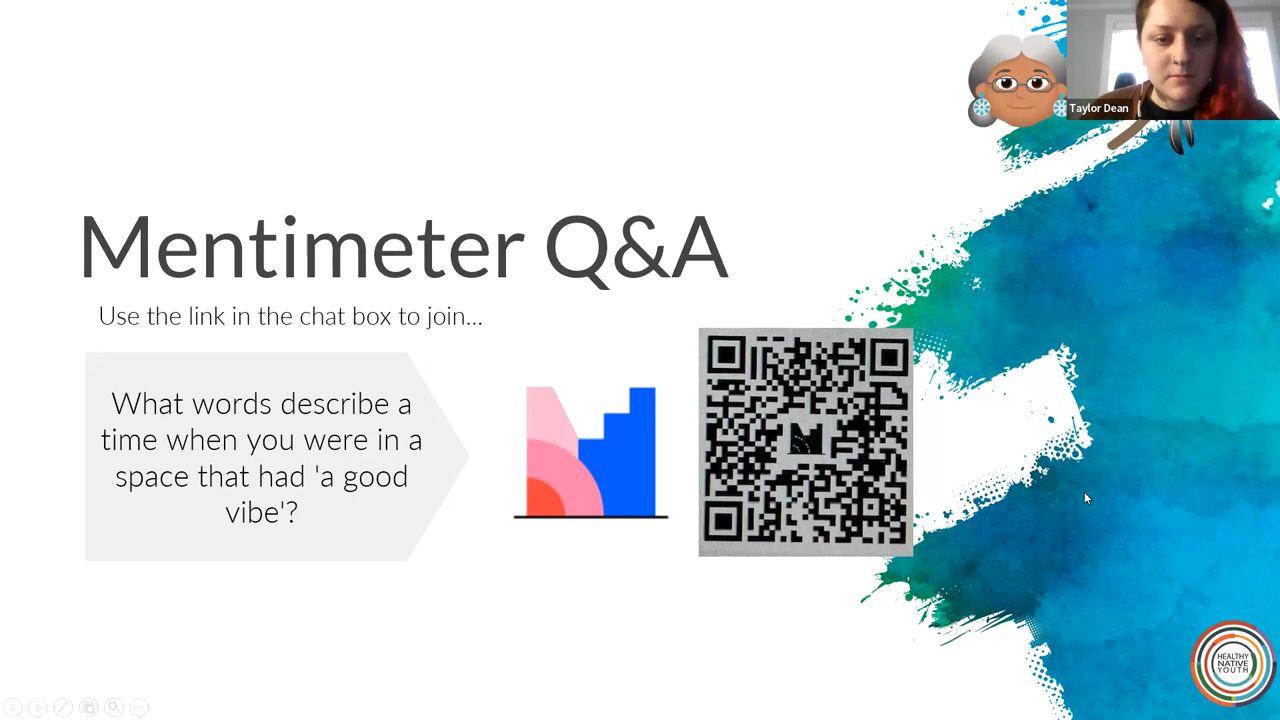 Taylor Dean
Mentimeter Q&A
Use the link in the chat box to join...
What words describe a
time when you were in a
space that had 'a good
vibe'?
HEALTHY
NATIVE
YOUTH